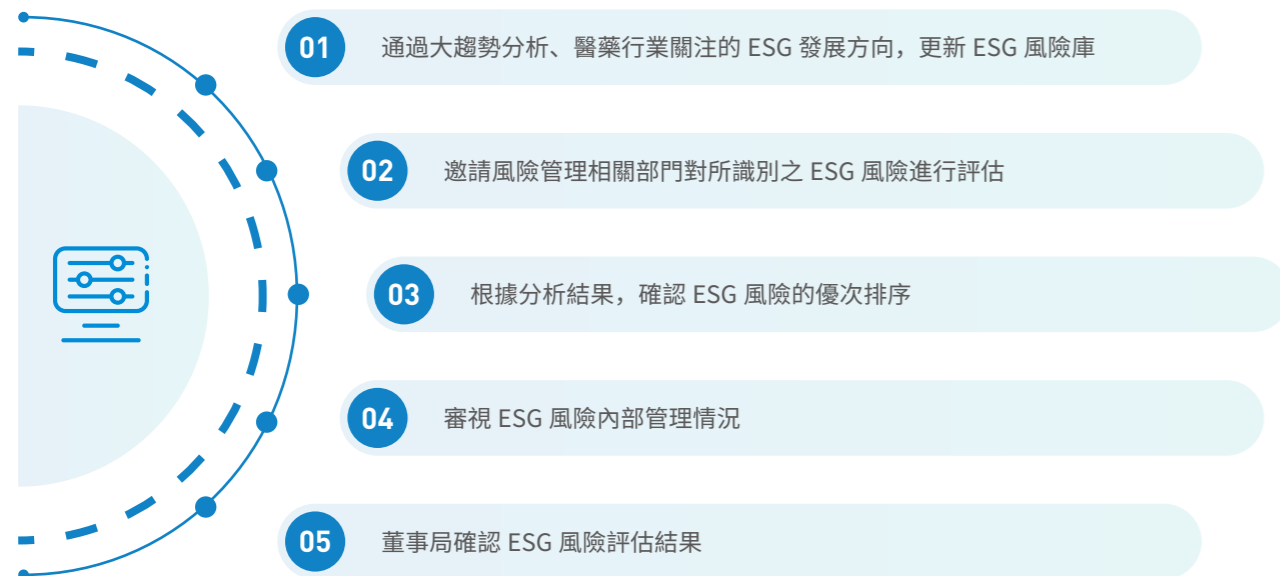 01 通過大趨勢分析、醫藥行業關注的 ESG 發展方向，更新 ESG 風險庫
02 邀請風險管理相關部門對所識別之 ESG 風險進行評估
03 根據分析結果，確認 ESG 風險的優次排序
04 審視 ESG 風險內部管理情況
05 董事局確認 ESG 風險評估結果